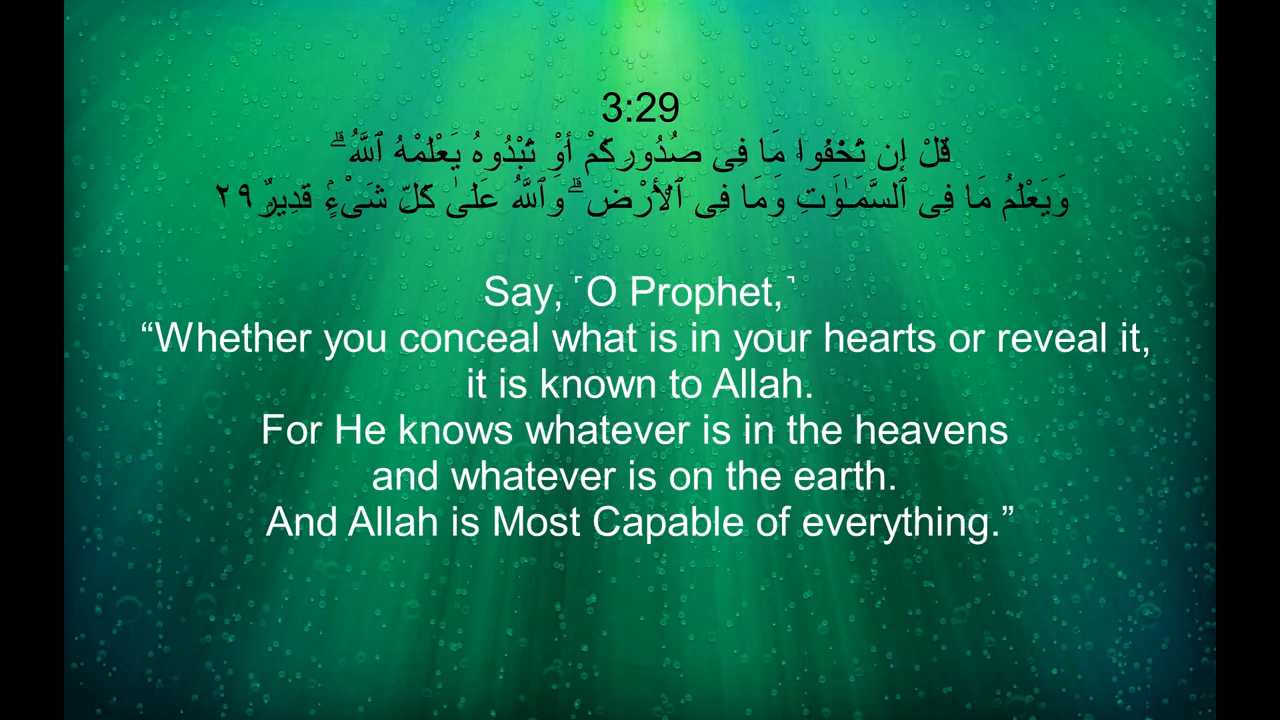 3:29
قُلْ إِن تُخْفُوا۟ مَا فِى صُدُورِكُمْ أَوْ تُبْدُوهُ يَعْلَمْهُ ٱللَّهُ ۗ
وَيَعْلَمُ مَا فِى ٱلسَّمَـٰوَٰتِ وَمَا فِى ٱلْأَرْضِ ۗ وَٱللَّهُ عَلَىٰ كُلِّ شَىْءٍۢ قَدِيرٌۭ ٢٩
Say, ˹O Prophet,˺
“Whether you conceal what is in your hearts or reveal it,
it is known to Allah.
For He knows whatever is in the heavens
and whatever is on the earth.
And Allah is Most Capable of everything.”